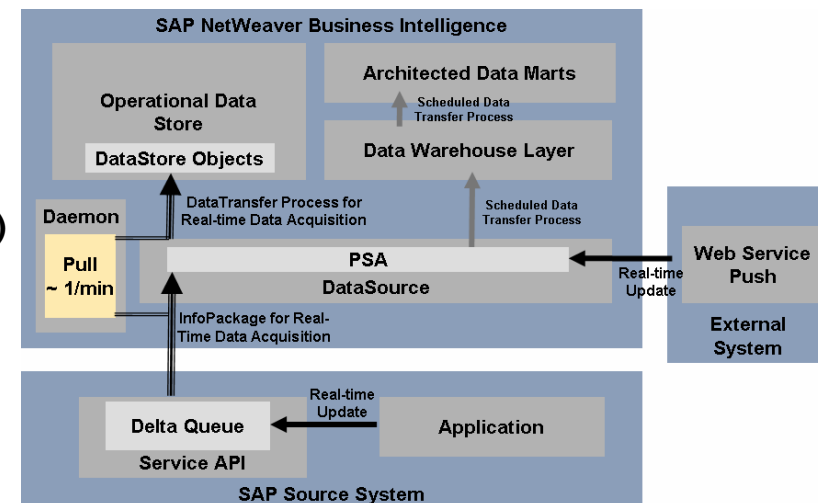 SAP NetWeaver Business Intelligence
Operational Data
Store
DataStore Objects
Architected Data Marts
Scheduled Data
Transfer Process
Data Warehouse Layer
DataTransfer Process for
Real-time Data Acquisition
Scheduled Data
Transfer Process
)
Daemon
Pull
~ 1/min
PSA
DataSource
Real-time
Update
Web Service
Push
External
System
InfoPackage for Real-
Time Data Acquisition
Delta Queue
Service API
Real-time
Update
Application
SAP Source System